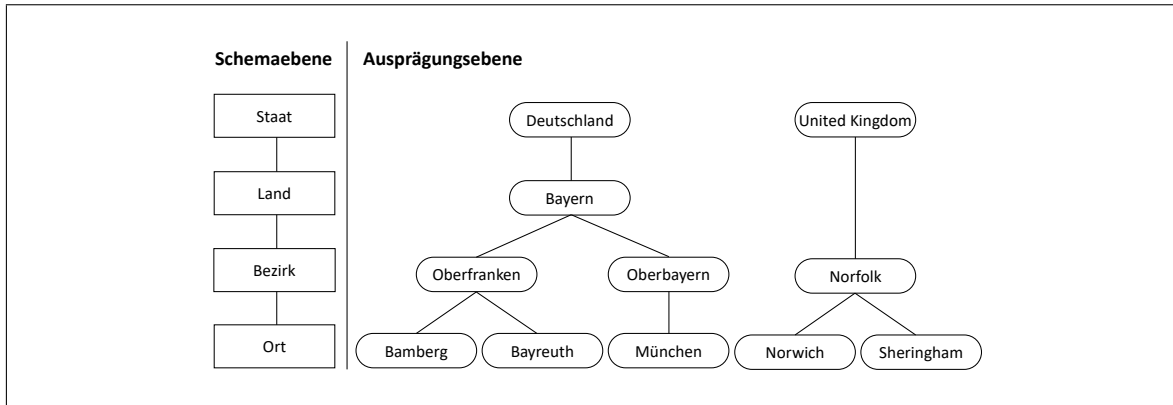 Schemaebene Ausprägungsebene
Staat Deutschland United Kingdom
Land Bayern
Bezirk Oberfranken Oberbayern Norfolk
Ort Bamberg Bayreuth München Norwich Sheringham